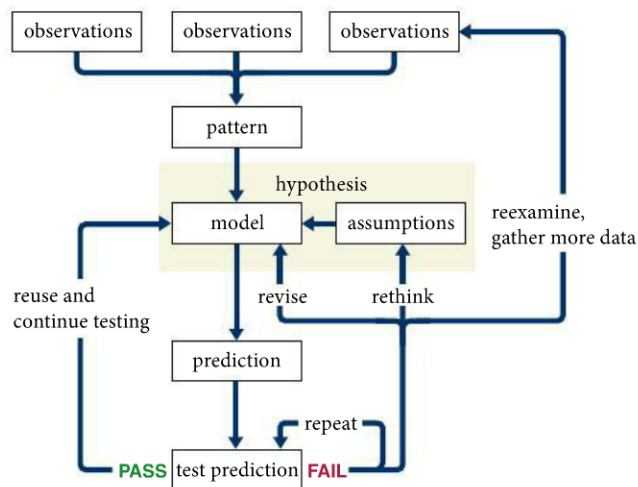 observations
observations
observations
pattern
hypothesis
model
assumptions
reexamine,
gather more data
reuse and
continue testing
revise
rethink
prediction
repeat
PASS
test prediction
FAIL